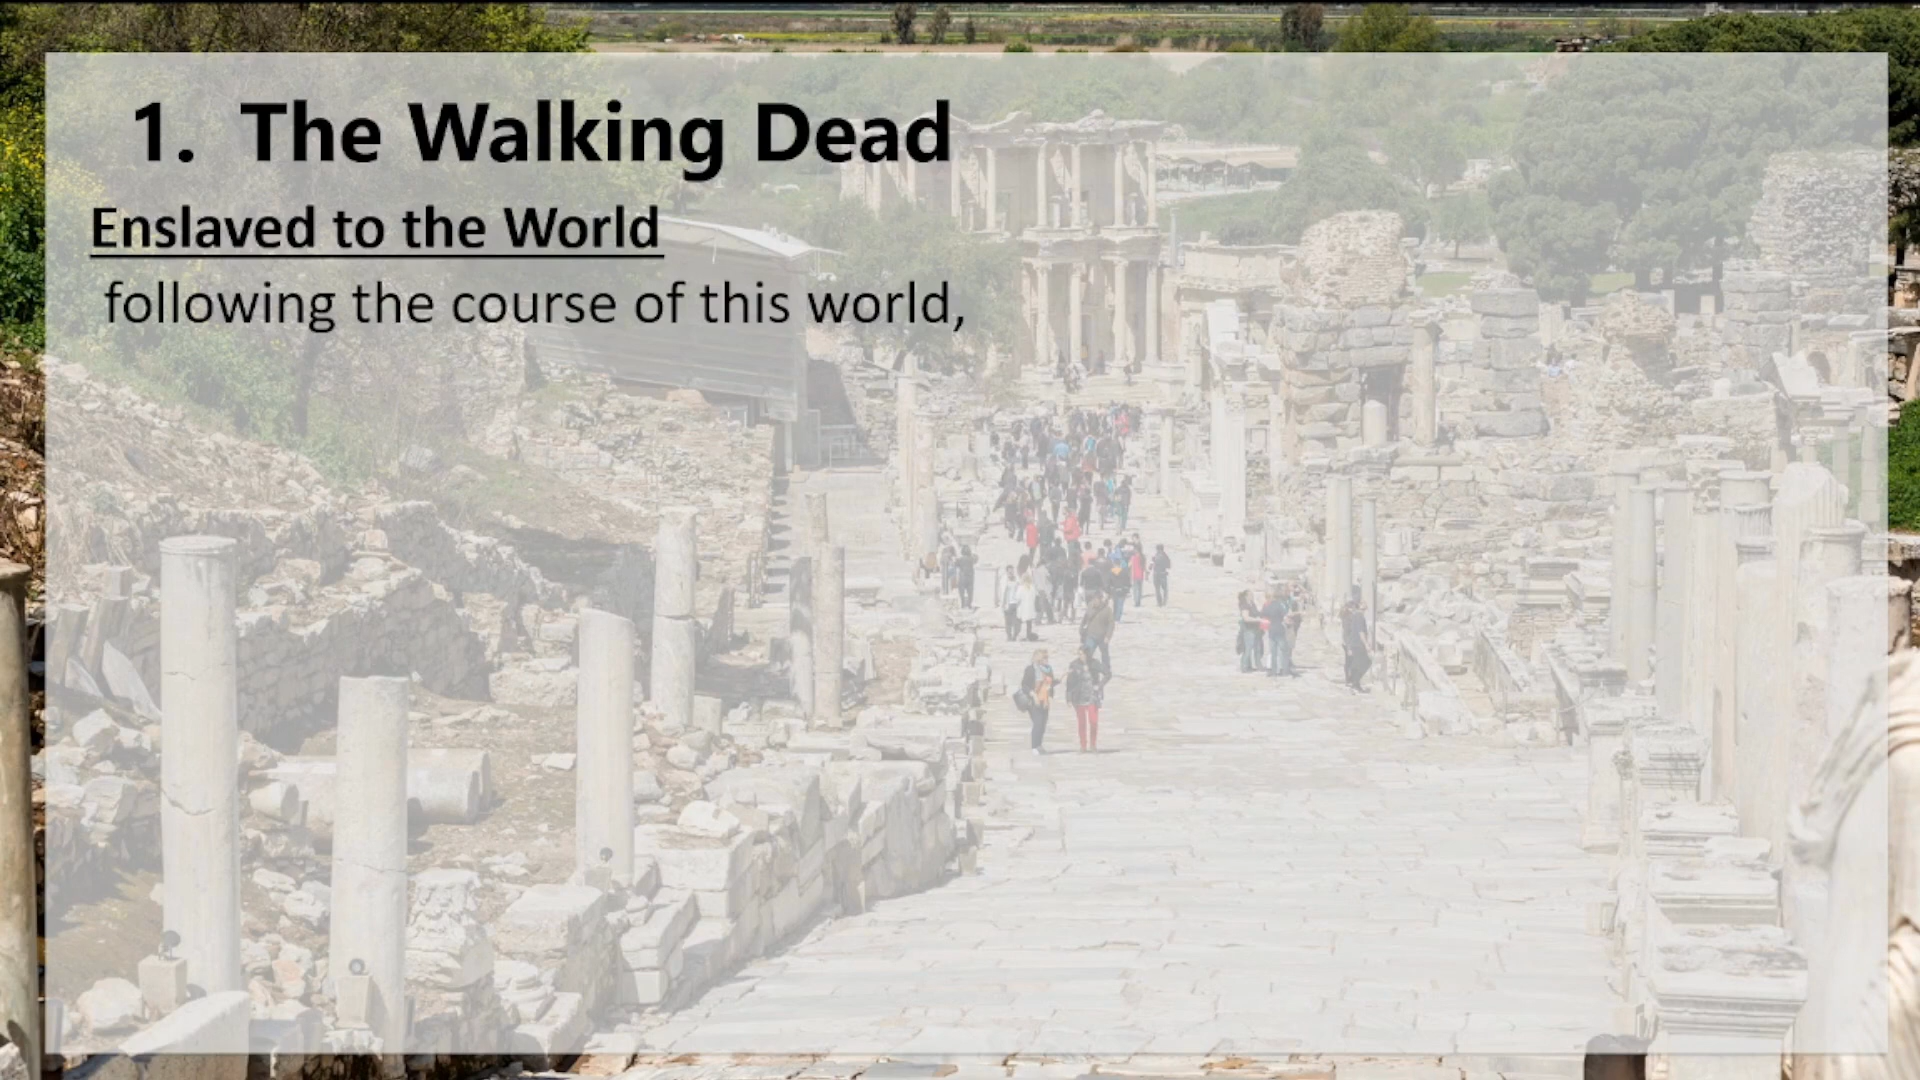 1. The Walking Dead
Enslaved to the World
following the course of this world,